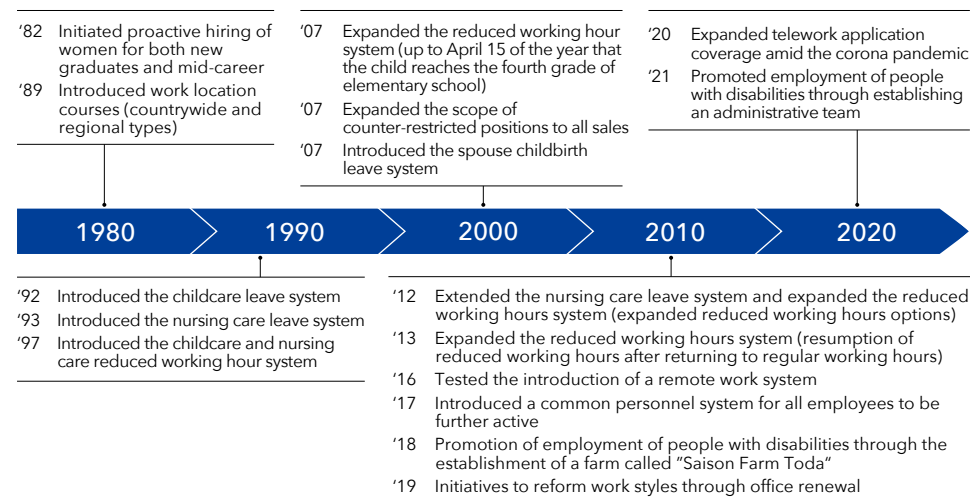 ‘82 Initiated proactive hiring of
women for both new
graduates and mid-career
‘89 Introduced work location
courses (countrywide and
regional types)
‘07 Expanded the reduced working hour
system (up to April 15 of the year that
the child reaches the fourth grade of
elementary school)
‘07 Expanded the scope of
counter-restricted positions to all sales
‘07 Introduced the spouse childbirth
leave system
‘20 Expanded telework application
coverage amid the corona pandemic
‘21 Promoted employment of people
with disabilities through establishing
an administrative team
1980
1990
2000
2010
2020
‘92 Introduced the childcare leave system
‘93 Introduced the nursing care leave system
‘97 Introduced the childcare and nursing
care reduced working hour system
‘12 Extended the nursing care leave system and expanded the reduced
working hours system (expanded reduced working hours options)
‘13 Expanded the reduced working hours system (resumption of
reduced working hours after returning to regular working hours)
‘16 Tested the introduction of a remote work system
‘17 Introduced a common personnel system for all employees to be
further active
‘18 Promotion of employment of people with disabilities through the
establishment of a farm called “Saison Farm Toda“
‘19 Initiatives to reform work styles through office renewal